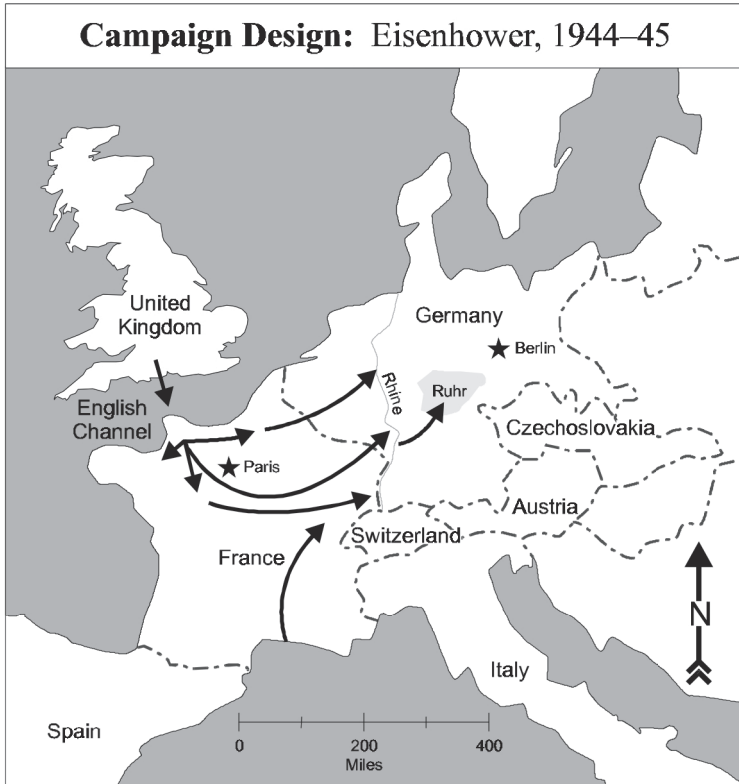 Campaign Design: Eisenhower, 1944–45
United
Kingdom
English
Channel
Germany
Berlin
Rhine
Ruhr
Paris
Czechoslovakia
Austria
Switzerland
France
N
Italy
Spain
0
200
400
Miles